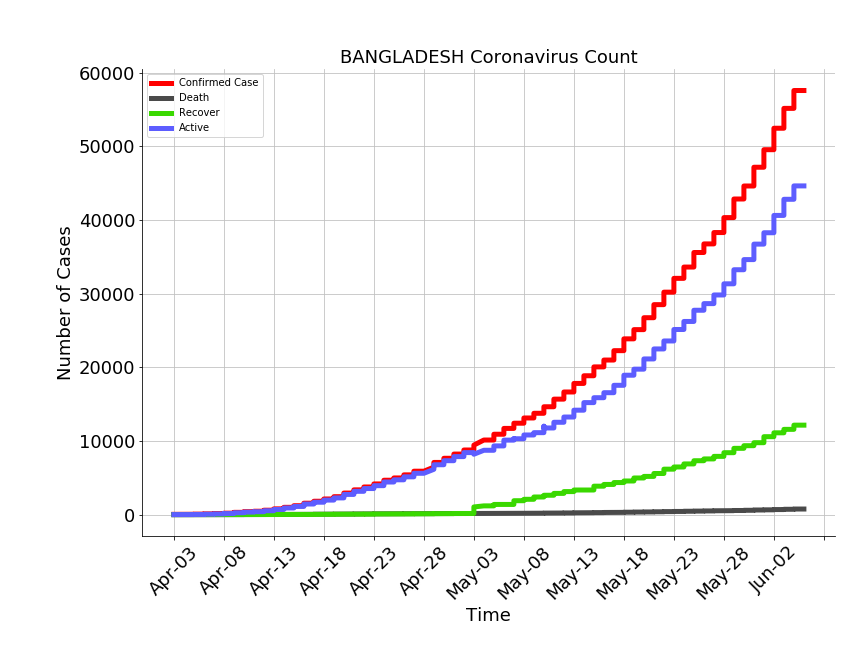 BANGLADESH Coronavirus Count
Confirmed Case
Death
Recover
Active
60000
50000
40000
30000
20000
10000
0
Number of Cases
Apr-03
Apr-08
Apr-13
Apr-18
Apr-23
Apr-28
May-03
May-08
May-13
May-18
May-23
May-28
Jun-02
Time